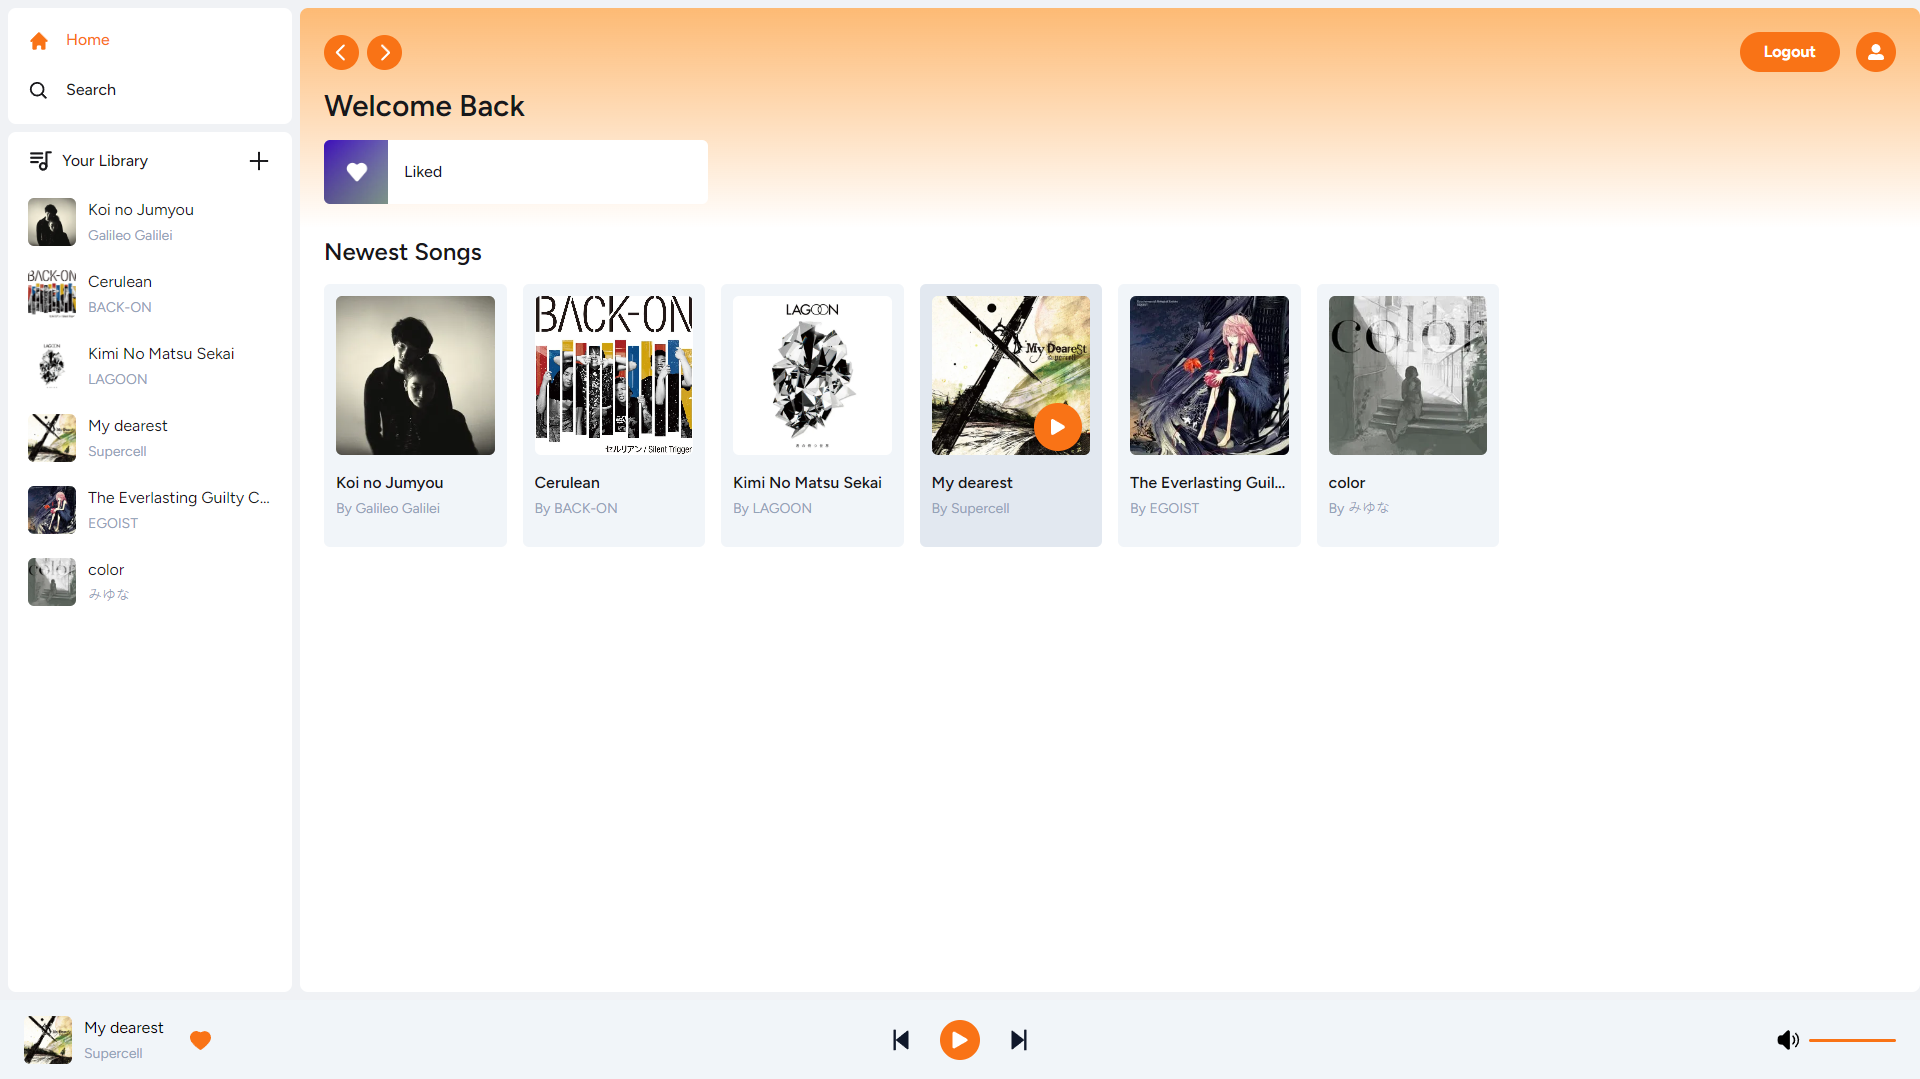 Home
Search
Your Library
Koi no Jumyou
Galileo Galilei
Cerulean
BACK-ON
Kimi No Matsu Sekai
LAGOON
My dearest
Supercell
The Everlasting Guilty C...
EGOIST
color
みゆな
Logout
Welcome Back
Liked
Newest Songs
Koi no Jumyou
By Galileo Galilei
BACK-ON
セルリアン / Silent Trigger
Cerulean
By BACK-ON
LAGOON
Kimi No Matsu Sekai
By LAGOON
My Dearest
supercell
My dearest
By Supercell
The Everlasting Guil...
By EGOIST
color
color
By みゆな
My dearest
Supercell